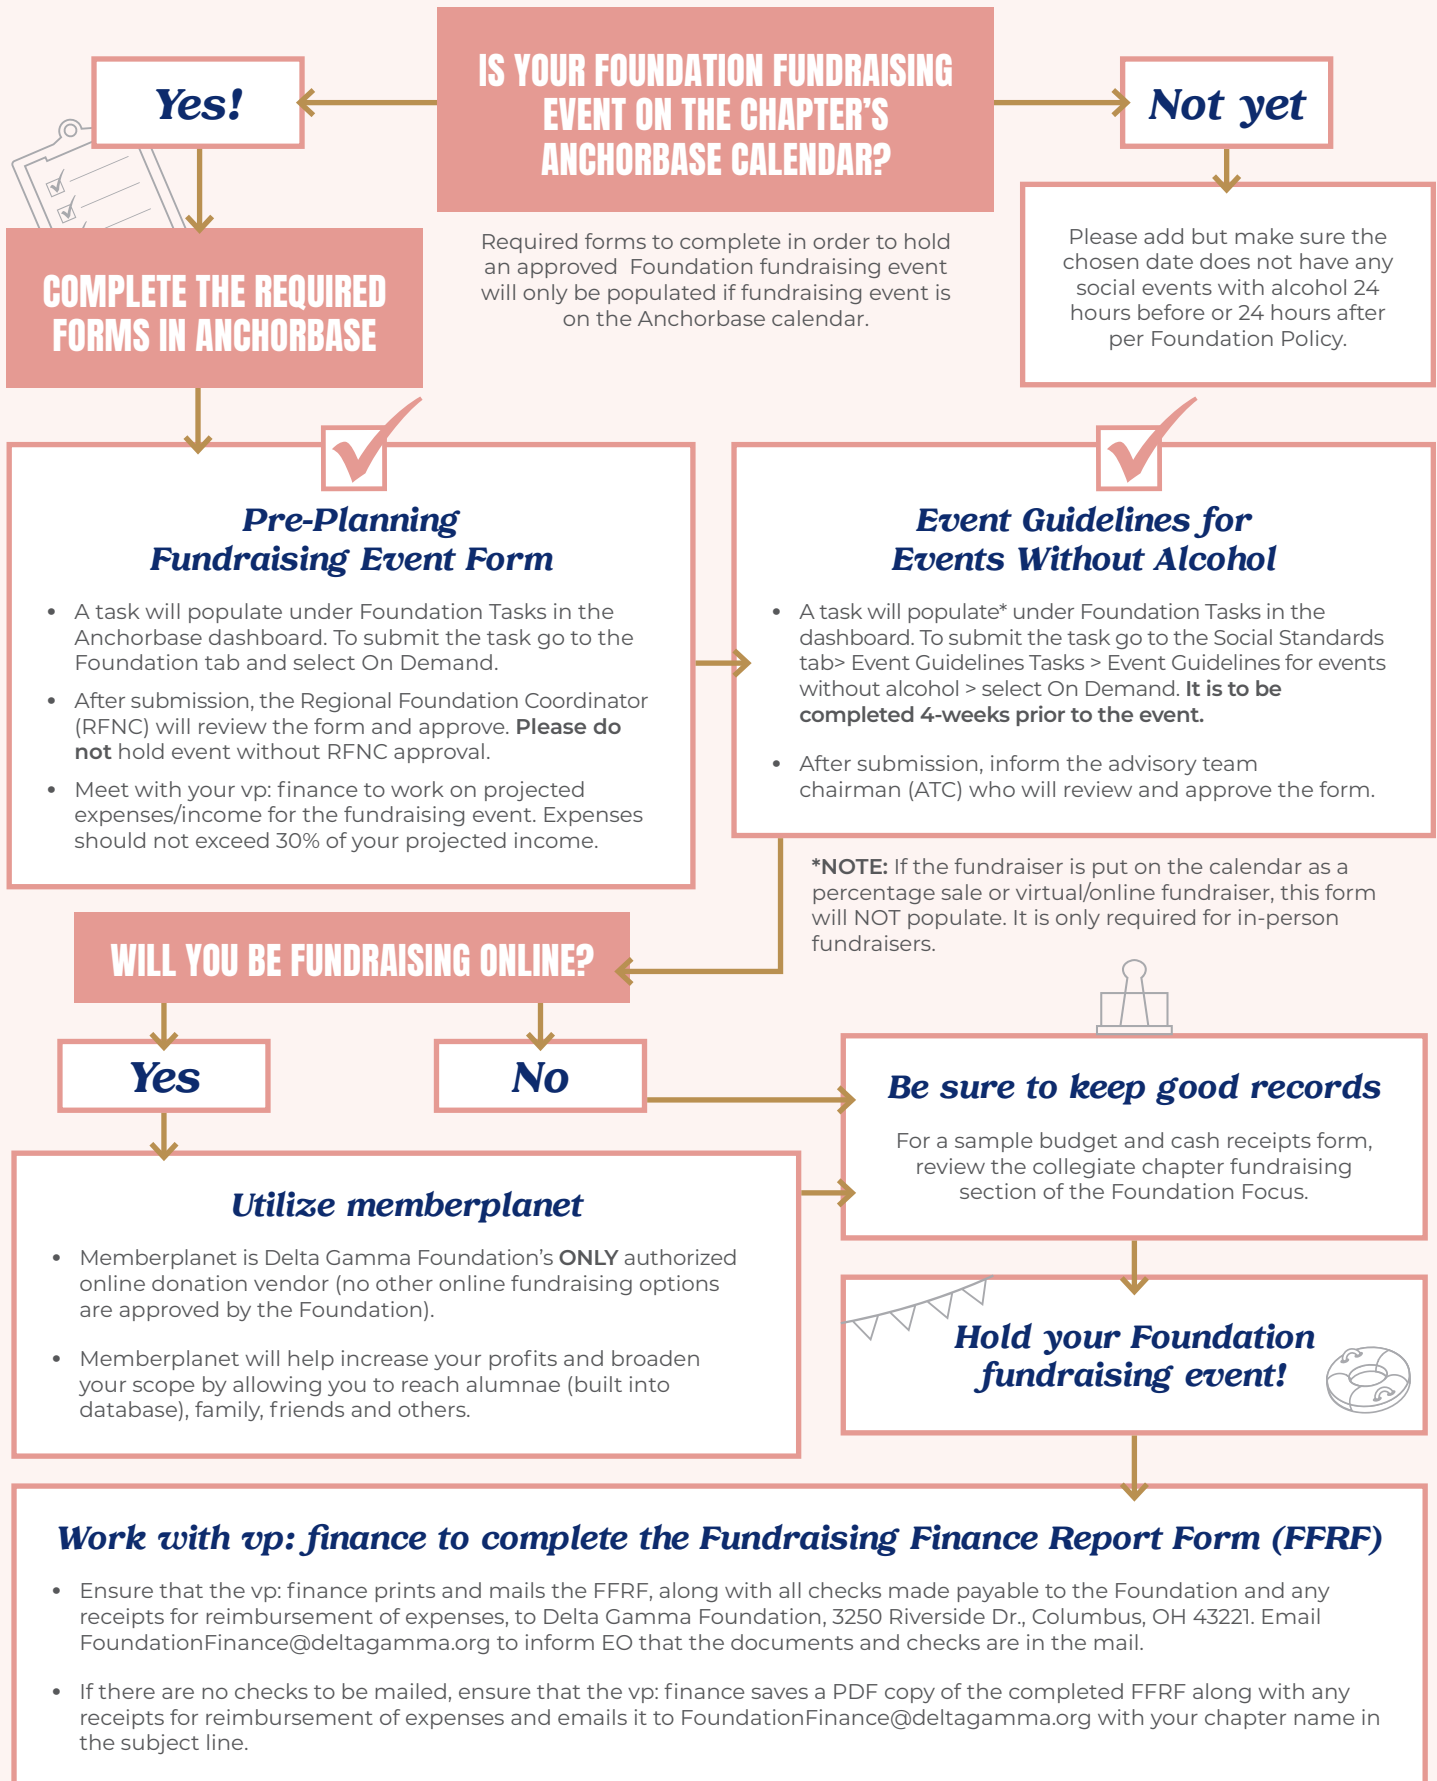 IS YOUR FOUNDATION FUNDRAISING
EVENT ON THE CHAPTER’S
ANCHORBASE CALENDAR?
Yes!
Not yet
Required forms to complete in order to hold
an approved Foundation fundraising event
will only be populated if fundraising event is
on the Anchorbase calendar.
Please add but make sure the
chosen date does not have any
social events with alcohol 24
hours before or 24 hours after
per Foundation Policy.
COMPLETE THE REQUIRED
FORMS IN ANCHORBASE
Pre-Planning
Fundraising Event Form
• A task will populate under Foundation Tasks in the
Anchorbase dashboard. To submit the task go to the
Foundation tab and select On Demand.
• After submission, the Regional Foundation Coordinator
(RFNC) will review the form and approve. Please do
not hold event without RFNC approval.
• Meet with your vp: finance to work on projected
expenses/income for the fundraising event. Expenses
should not exceed 30% of your projected income.
Event Guidelines for
Events Without Alcohol
• A task will populate* under Foundation Tasks in the
dashboard. To submit the task go to the Social Standards
tab> Event Guidelines Tasks > Event Guidelines for events
without alcohol > select On Demand. It is to be
completed 4-weeks prior to the event.
• After submission, inform the advisory team
chairman (ATC) who will review and approve the form.
*NOTE: If the fundraiser is put on the calendar as a
percentage sale or virtual/online fundraiser, this form
will NOT populate. It is only required for in-person
fundraisers.
WILL YOU BE FUNDRAISING ONLINE?
Yes
No
Utilize memberplanet
• Memberplanet is Delta Gamma Foundation’s ONLY authorized
online donation vendor (no other online fundraising options
are approved by the Foundation).
• Memberplanet will help increase your profits and broaden
your scope by allowing you to reach alumnae (built into
database), family, friends and others.
Be sure to keep good records
For a sample budget and cash receipts form,
review the collegiate chapter fundraising
section of the Foundation Focus.
Hold your Foundation
fundraising event!
Work with vp: finance to complete the Fundraising Finance Report Form (FFRF)
• Ensure that the vp: finance prints and mails the FFRF, along with all checks made payable to the Foundation and any
receipts for reimbursement of expenses, to Delta Gamma Foundation, 3250 Riverside Dr., Columbus, OH 43221. Email
FoundationFinance@deltagamma.org to inform EO that the documents and checks are in the mail.
• If there are no checks to be mailed, ensure that the vp: finance saves a PDF copy of the completed FFRF along with any
receipts for reimbursement of expenses and emails it to FoundationFinance@deltagamma.org with your chapter name in
the subject line.